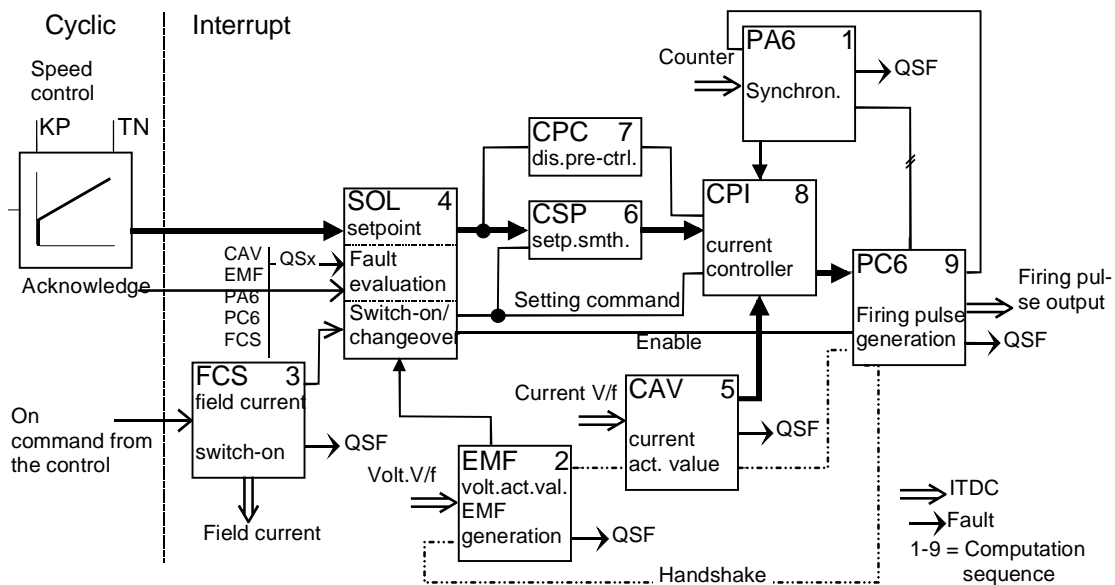 Cyclic
Interrupt
Speed
control
KP
TN
Acknowledge
CAV
EMF
PA6
PC6
FCS
QSx
SOL 4
setpoint
Fault
evaluation
Switch-on/
changeover
CPC 7
dis.pre-ctrl.
CSP 6
setp.smth.
Setting command
Enable
Counter
PA6 1
Synchron.
QSF
CPI 8
current
controller
PC6 9
Firing pulse
generation
Firing pul-
se output
QSF
On
command from
the control
FCS 3
field current
switch-on
QSF
Field current
Volt.V/f
EMF 2
volt.act.val.
EMF
generation
QSF
Current V/f
CAV 5
current
act. value
QSF
Handshake
ITDC
Fault
1-9 = Computation
sequence